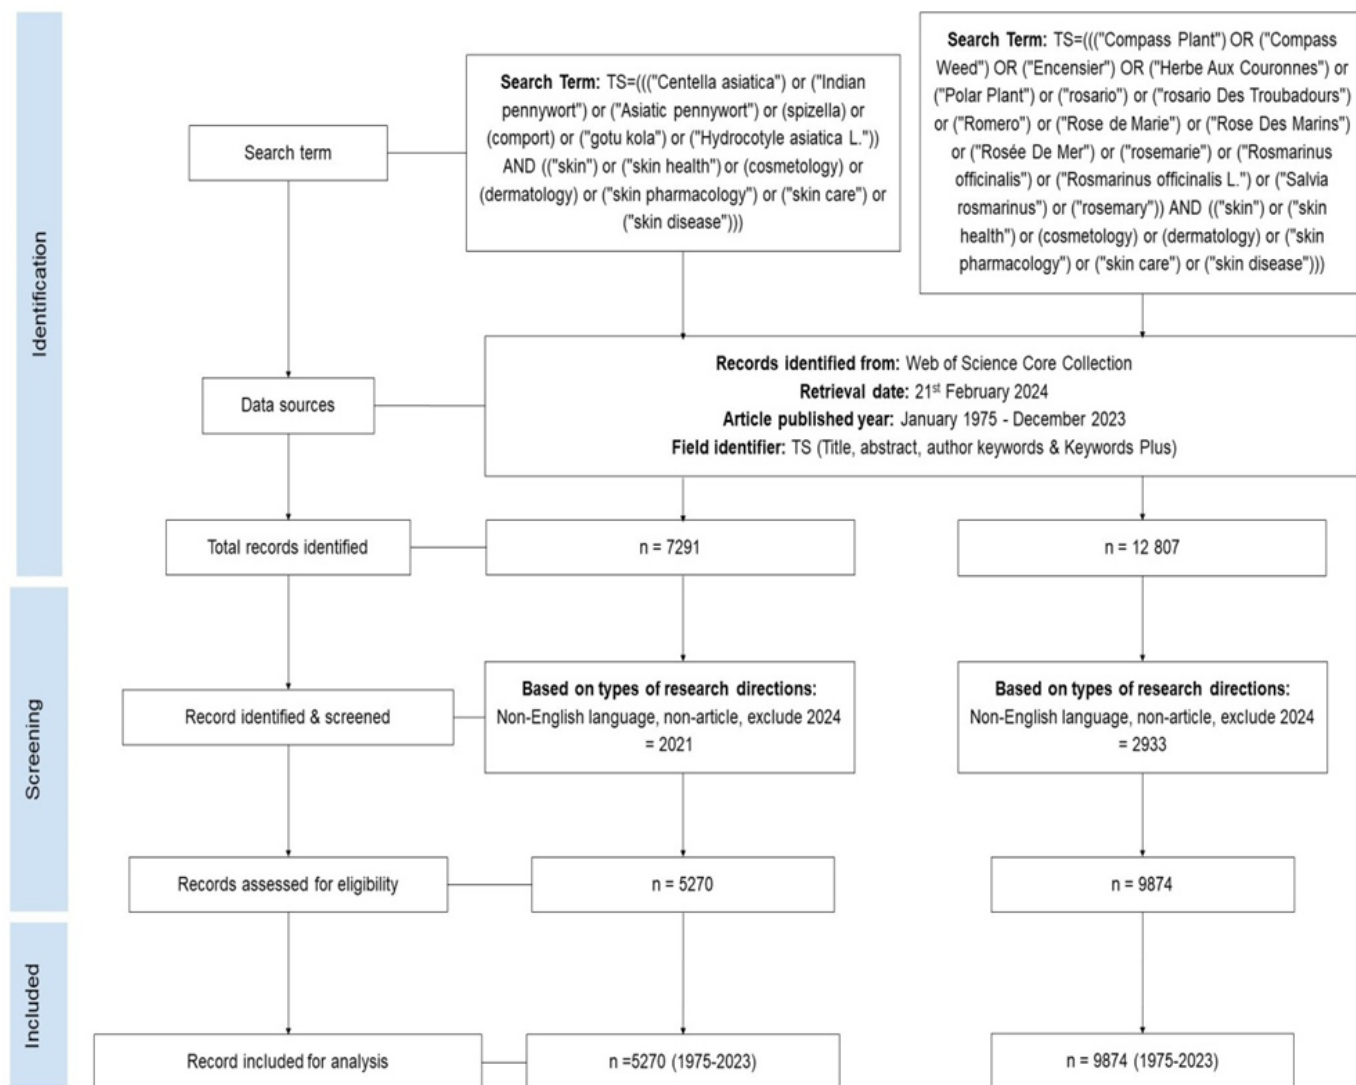 Identification
Search term
Search Term: TS=((("Centella asiatica") or ("Indian
pennywort") or ("Asiatic pennywort") or (spizella) or
(comport) or ("gotu kola") or ("Hydrocotyle asiatica L."))
AND (("skin") or ("skin health") or (cosmetology) or
(dermatology) or ("skin pharmacology") or ("skin care") or
("skin disease")))
Search Term: TS=((("Compass Plant") OR ("Compass
Weed") OR ("Encensier") OR ("Herbe Aux Couronnes") or
("Polar Plant") or ("rosario") or ("rosario Des Troubadours")
or ("Romero") or ("Rose de Marie") or ("Rose Des Marins")
or ("Rosée De Mer") or ("rosemarie") or ("Rosmarinus
officinalis") or ("Rosmarinus officinalis L.") or ("Salvia
rosmarinus") or ("rosemary")) AND (("skin") or ("skin
health") or (cosmetology) or (dermatology) or ("skin
pharmacology") or ("skin care") or ("skin disease")))
Data sources
Records identified from: Web of Science Core Collection
Retrieval date: 21st February 2024
Article published year: January 1975 - December 2023
Field identifier: TS (Title, abstract, author keywords & Keywords Plus)
Total records identified
n = 7291
n = 12 807
Screening
Record identified & screened
Based on types of research directions:
Non-English language, non-article, exclude 2024
= 2021
Based on types of research directions:
Non-English language, non-article, exclude 2024
= 2933
Records assessed for eligibility
n = 5270
n = 9874
Included
Record included for analysis
n =5270 (1975-2023)
n = 9874 (1975-2023)